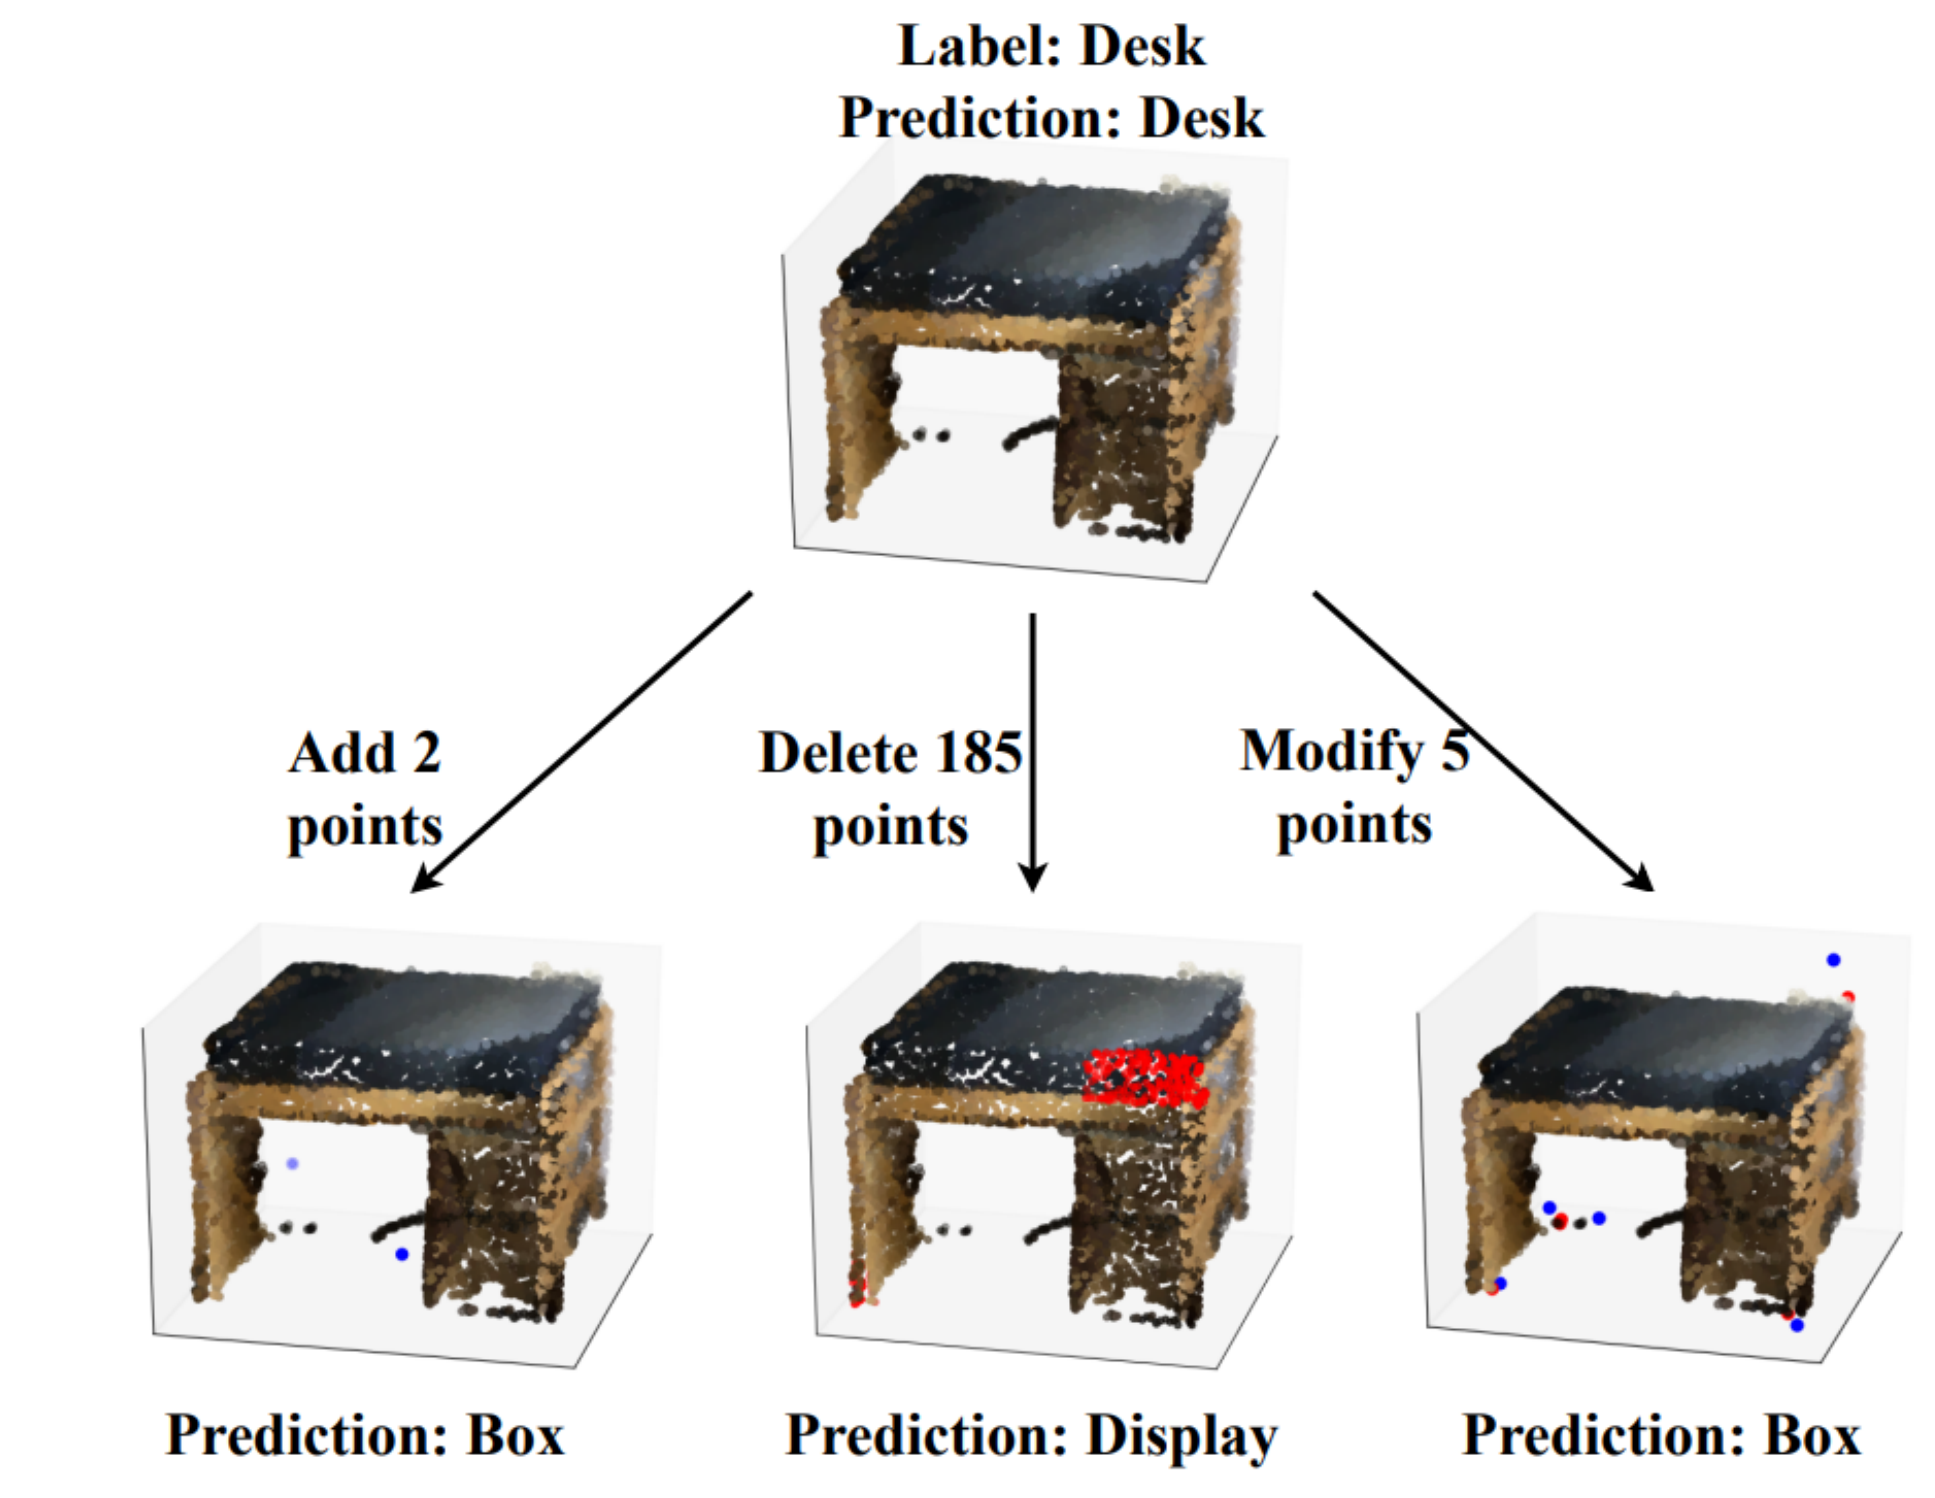 Label: Desk
Prediction: Desk
Add 2
points
Delete 185
points
Modify 5
points
Prediction: Box
Prediction: Display
Prediction: Box